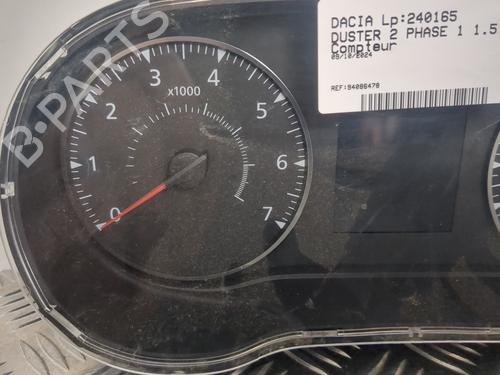 DACIA Lp:240165
DUSTER 2 PHASE 1 1.5
Compteur
08/10/2024
REF:94086478
x1000
0
1
2
3
4
5
6
7
B-PARTS